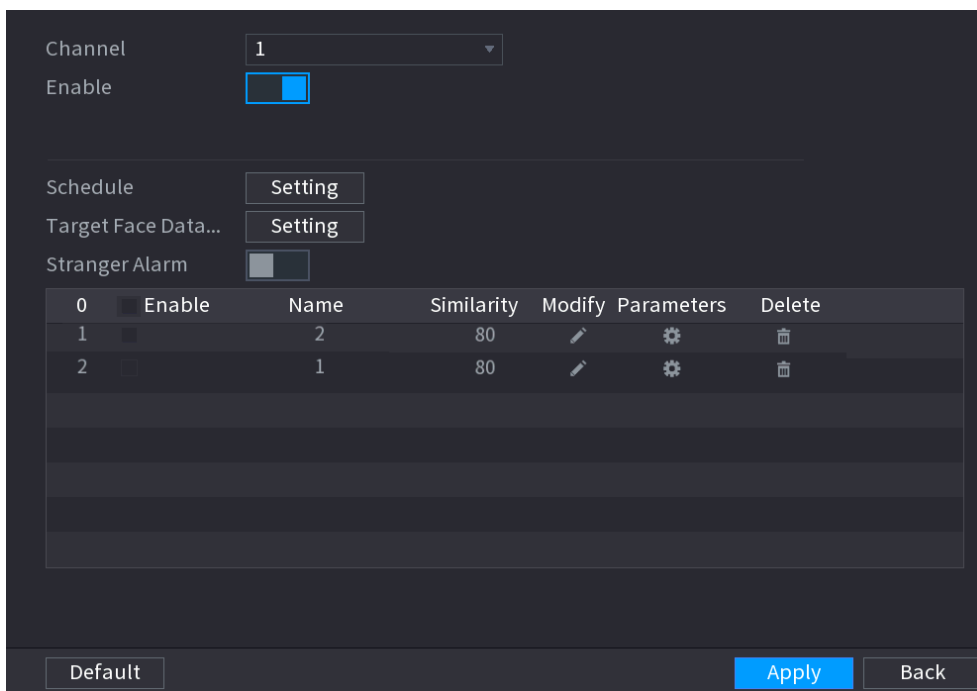 Channel 1
Enable
Schedule Setting
Target Face Data... Setting
Stranger Alarm
0 Enable Name Similarity Modify Parameters Delete
1 2 80
2 1 80
Default Apply Back